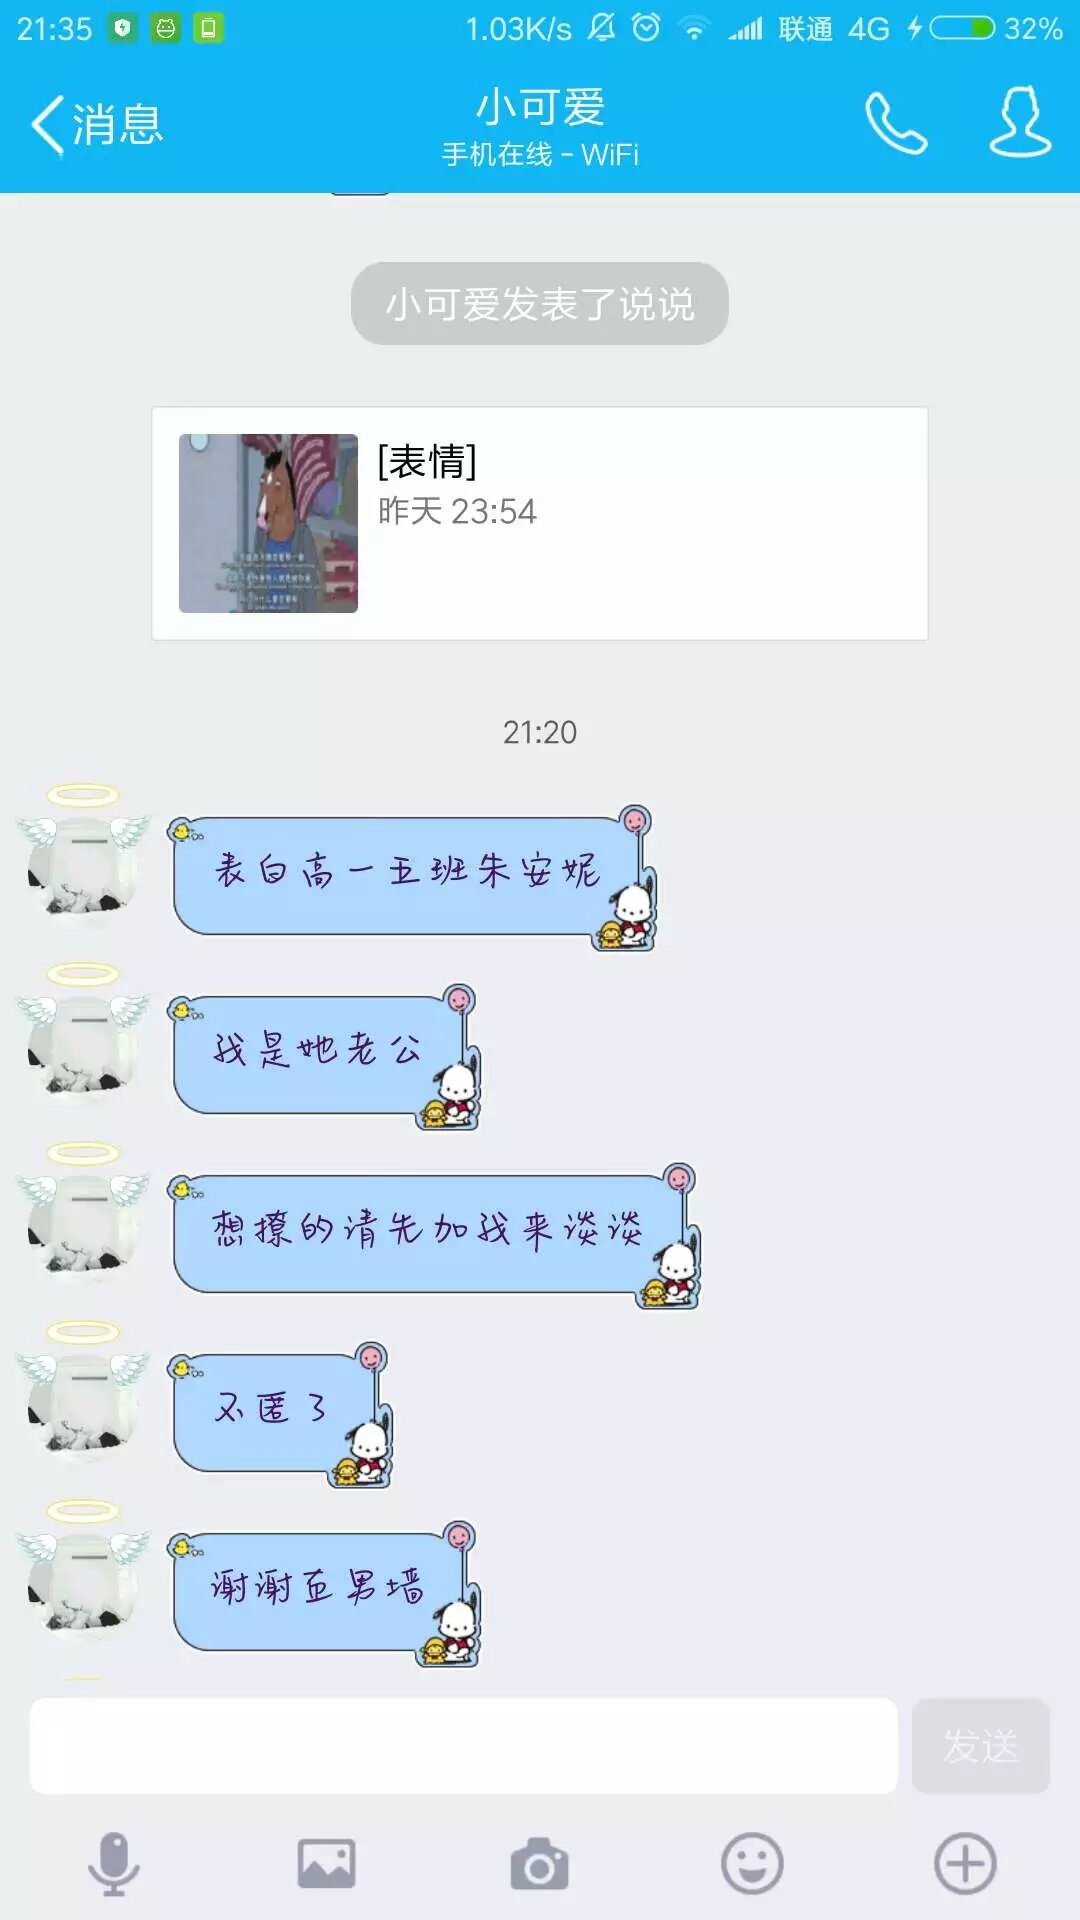 21:35 1.03K/s 联通 4G 32%
消息
小可爱
手机在线 - WiFi
小可爱发表了说说
[表情]
昨天 23:54
21:20
表白高一五班朱安妮
我是她老公
想撩的请先加我来谈谈
不匿了
谢谢直男墙
发送